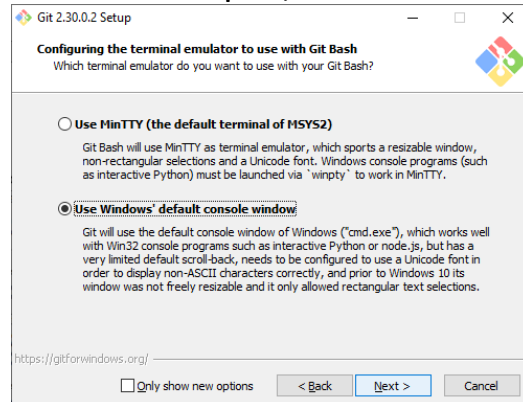 Git 2.30.0.2 Setup
Configuring the terminal emulator to use with Git Bash
Which terminal emulator do you want to use with your Git Bash?
Use MinTTY (the default terminal of MSYS2)
Git Bash will use MinTTY as terminal emulator, which sports a resizable window,
non-rectangular selections and a Unicode font. Windows console programs (such
as interactive Python) must be launched via `winpty` to work in MinTTY.
Use Windows' default console window
Git will use the default console window of Windows ("cmd.exe"), which works well
with Win32 console programs such as interactive Python or node.js, but has a
very limited default scroll-back, needs to be configured to use a Unicode font in
order to display non-ASCII characters correctly, and prior to Windows 10 its
window was not freely resizable and it only allowed rectangular text selections.
https://gitforwindows.org/
Only show new options
< Back
Next >
Cancel